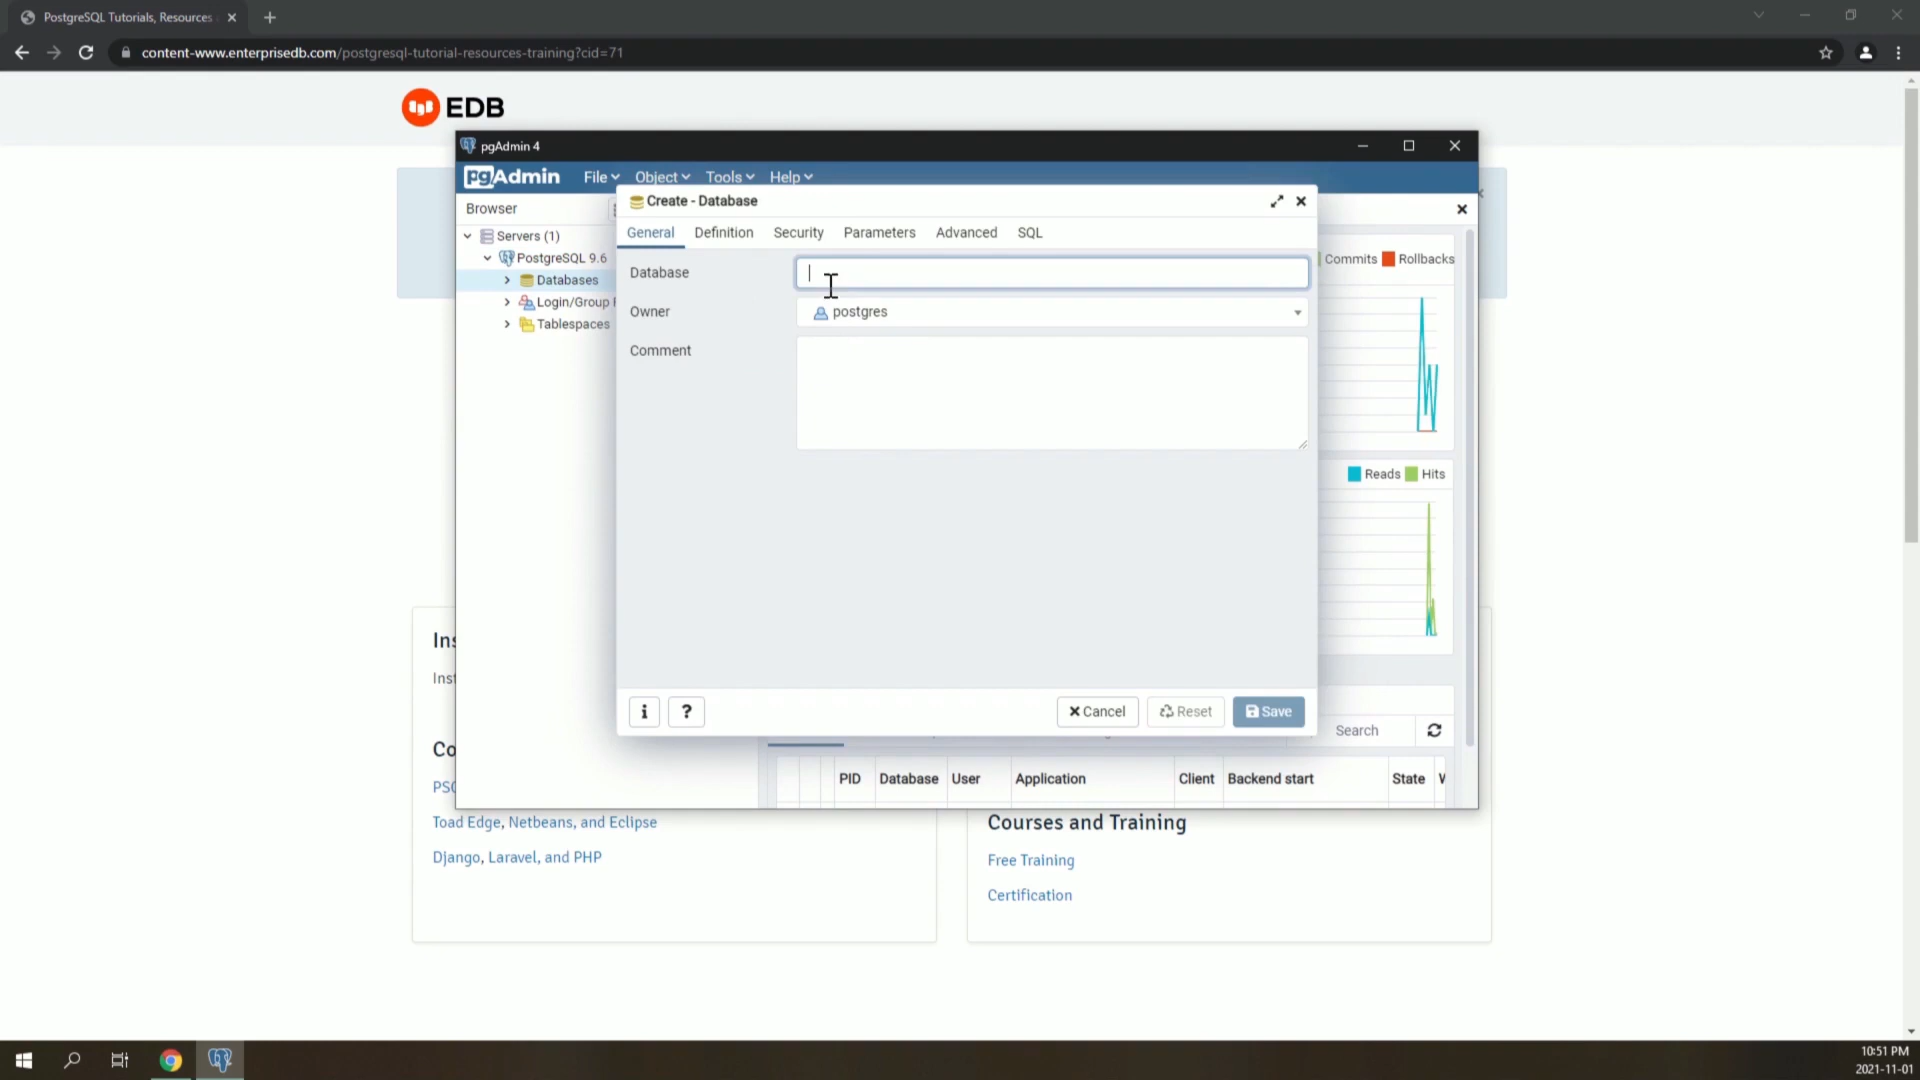 PostgreSQL Tutorials, Resources
content-www.enterprisedb.com/postgresql-tutorial-resources-training?cid=71
EDB
pgAdmin 4
pgAdmin File Object Tools Help
Browser
Create - Database
General Definition Security Parameters Advanced SQL
Servers (1)
PostgreSQL 9.6
Databases
Login/Group
Tablespaces
Database
Owner
postgres
Comment
Commits Rollbacks
Reads Hits
i ? Cancel Reset Save
Search
PID Database User Application Client Backend start State
Ins
Inst
Co
PSQ
Toad Edge, Netbeans, and Eclipse
Django, Laravel, and PHP
Courses and Training
Free Training
Certification
10:51 PM
2021-11-01